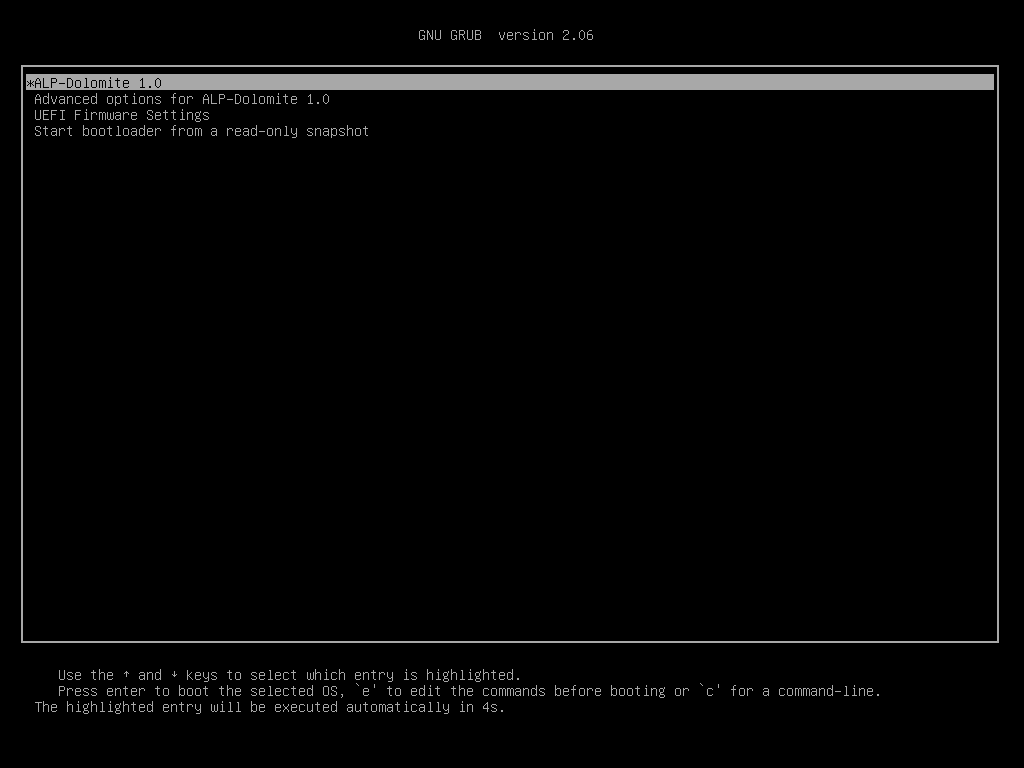 GNU GRUB  version 2.06
*ALP-Dolomite 1.0
Advanced options for ALP-Dolomite 1.0
UEFI Firmware Settings
Start bootloader from a read-only snapshot
Use the ↑ and ↓ keys to select which entry is highlighted.
Press enter to boot the selected OS, `e' to edit the commands before booting or `c' for a command-line.
The highlighted entry will be executed automatically in 4s.